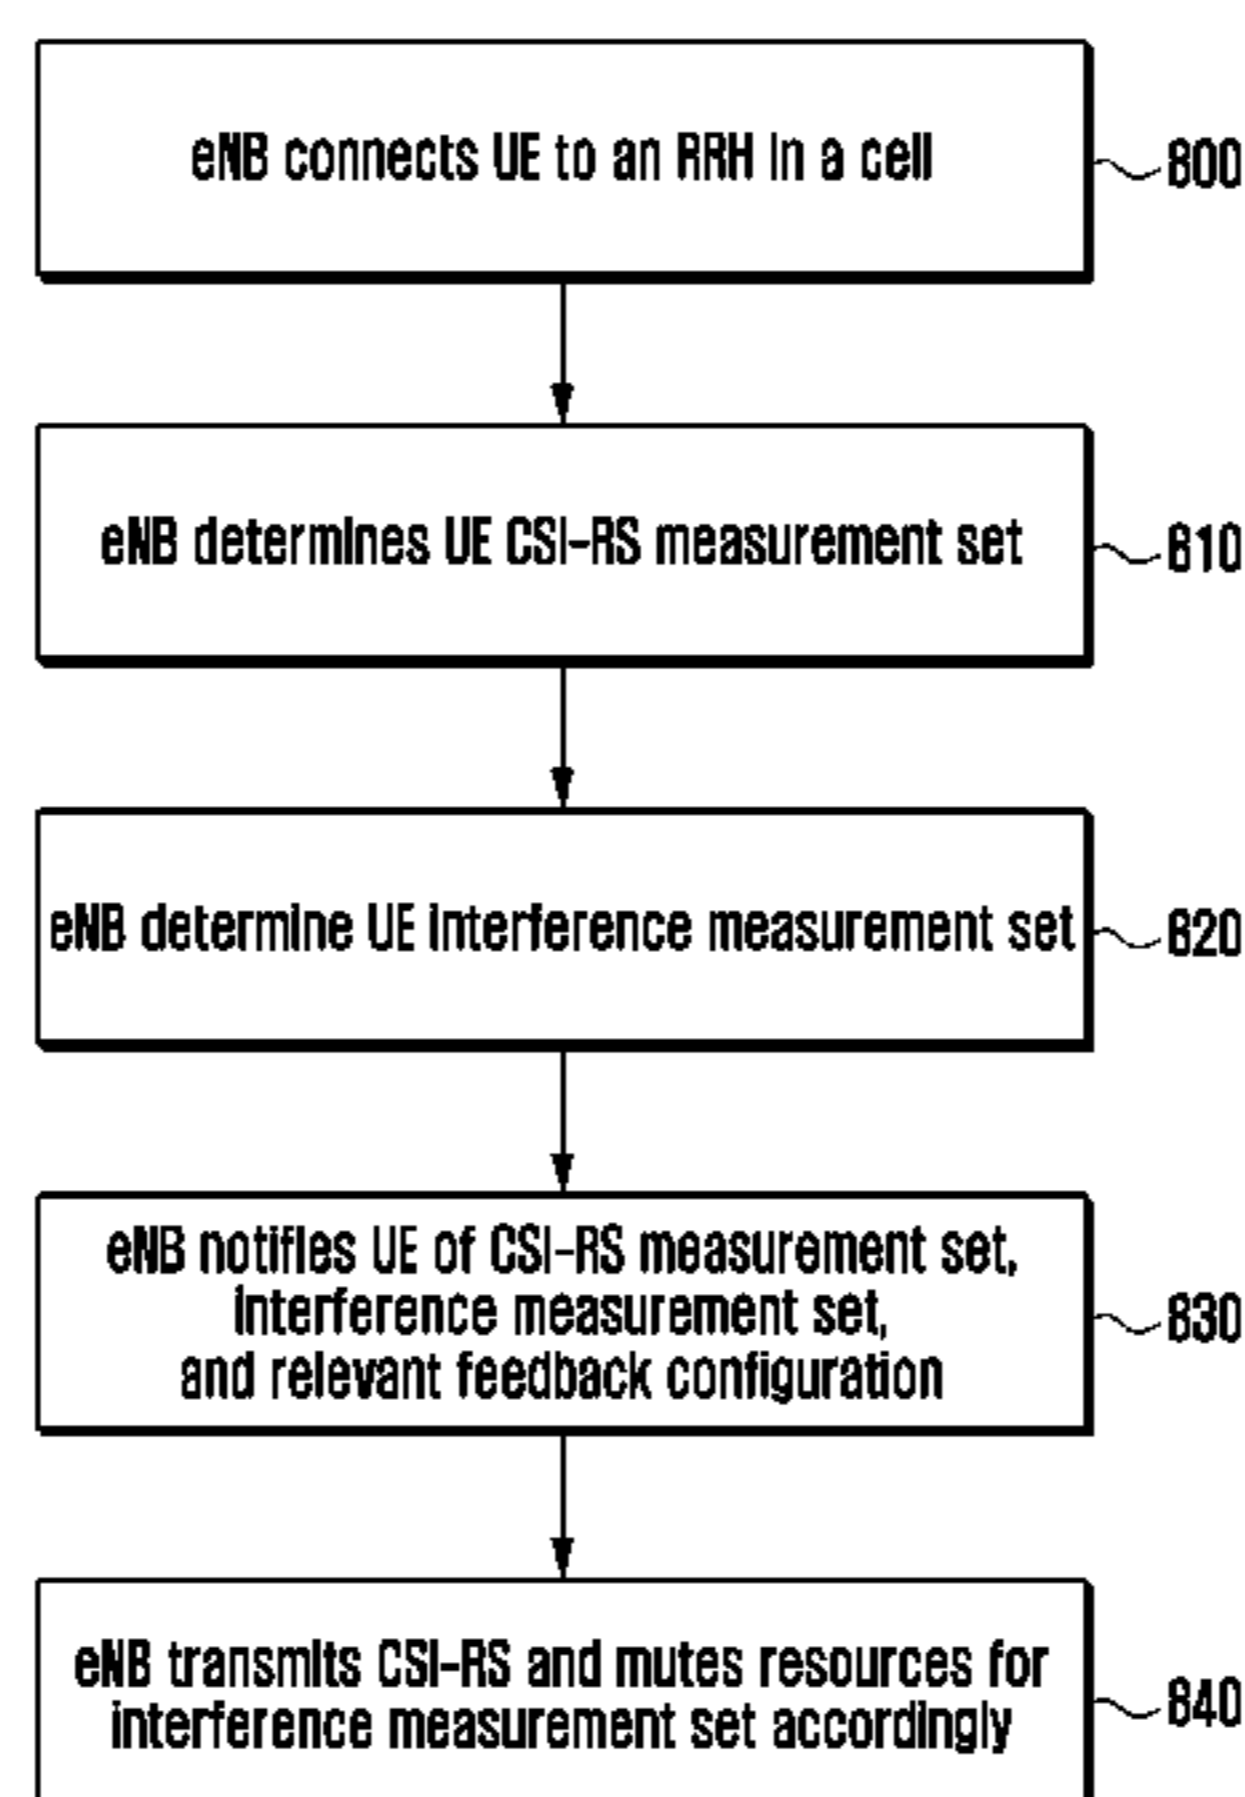 eNB connects UE to an RRH in a cell
800
eNB determines UE CSI-RS measurement set
810
eNB determine UE interference measurement set
820
eNB notifies UE of CSI-RS measurement set,
interference measurement set,
and relevant feedback configuration
830
eNB transmits CSI-RS and mutes resources for
interference measurement set accordingly
840